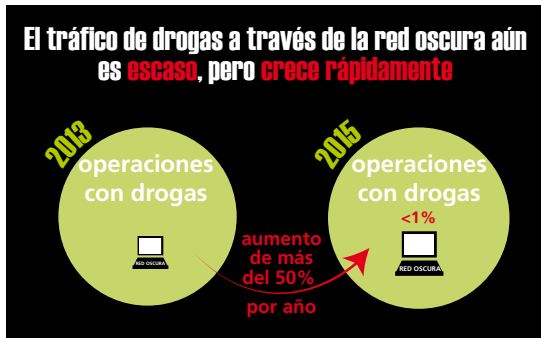 El tráfico de drogas a través de la red oscura aún
es escaso, pero crece rápidamente
2013
operaciones
con drogas
RED OSCURA
aumento
de más
del 50%
por año
2015
operaciones
con drogas
<1%
RED OSCURA